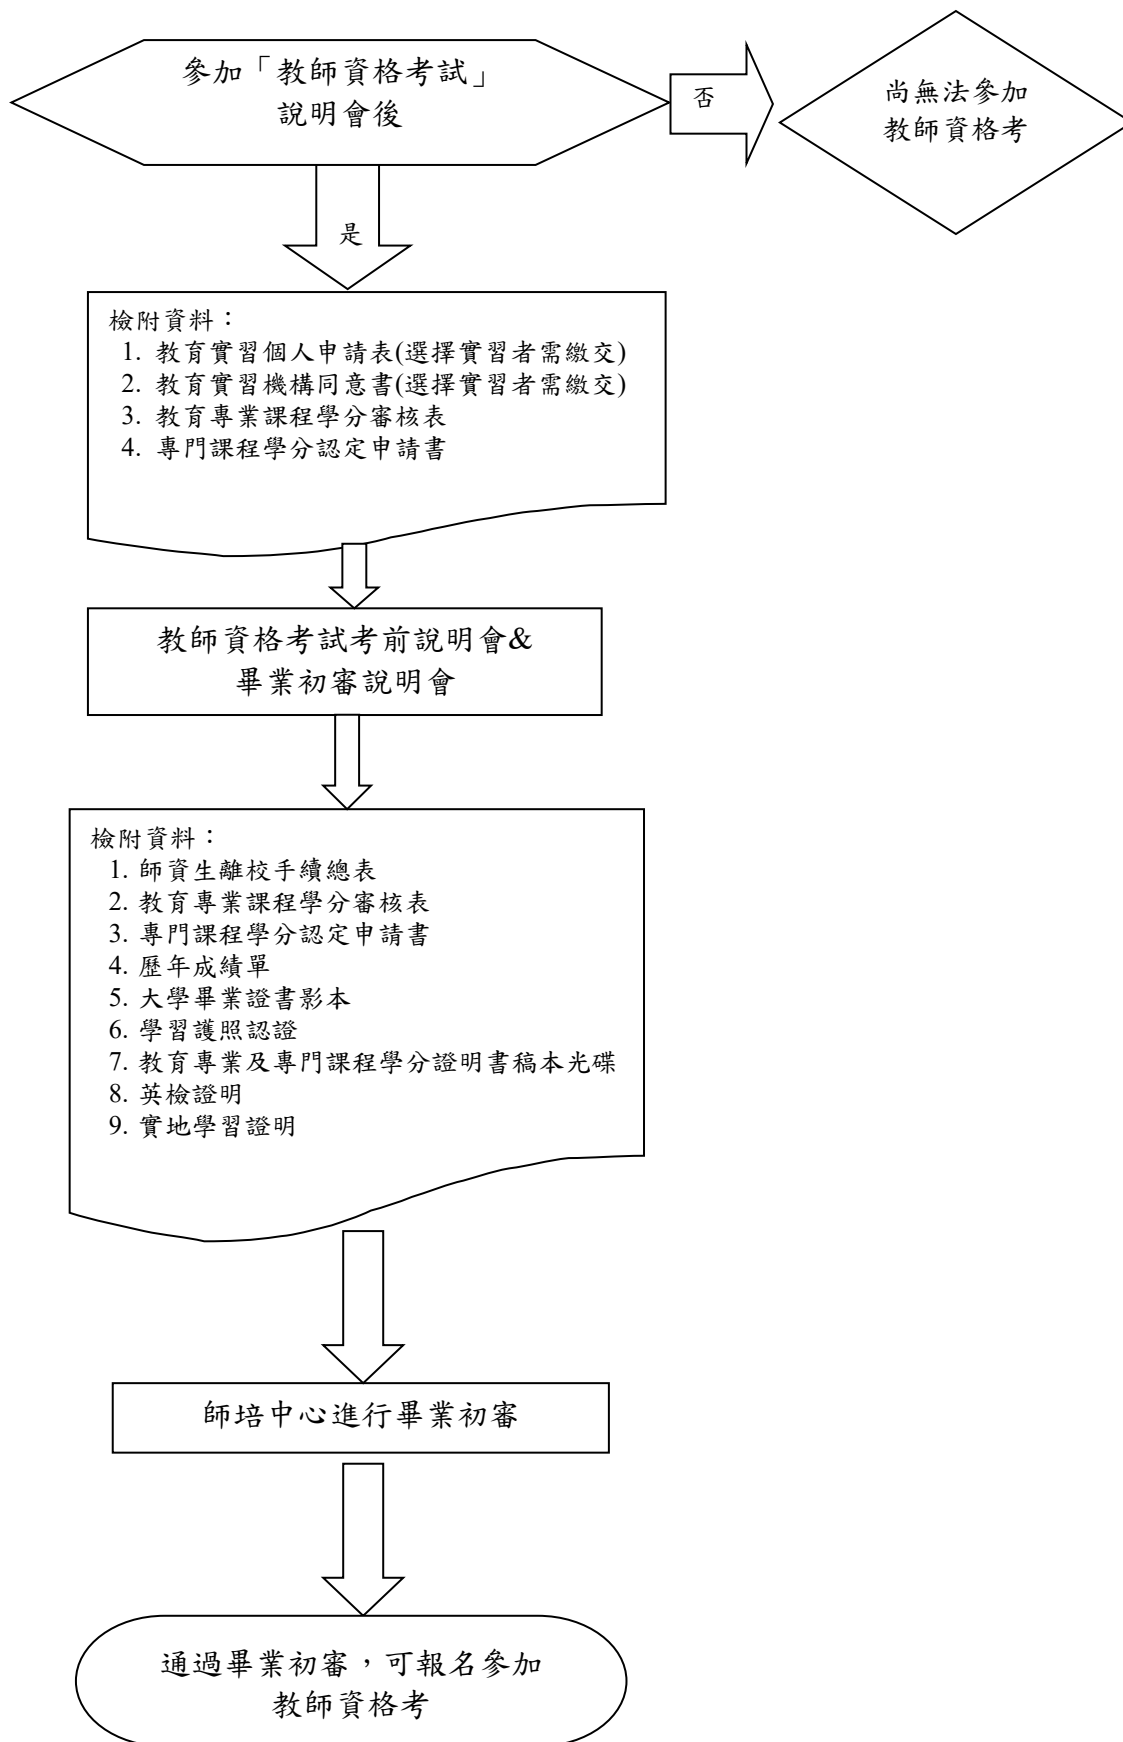 參加「教師資格考試」
說明會後
否
尚無法參加
教師資格考
是
檢附資料：
1. 教育實習個人申請表(選擇實習者需繳交)
2. 教育實習機構同意書(選擇實習者需繳交)
3. 教育專業課程學分審核表
4. 專門課程學分認定申請書
教師資格考試考前說明會&
畢業初審說明會
檢附資料：
1. 師資生離校手續總表
2. 教育專業課程學分審核表
3. 專門課程學分認定申請書
4. 歷年成績單
5. 大學畢業證書影本
6. 學習護照認證
7. 教育專業及專門課程學分證明書稿本光碟
8. 英檢證明
9. 實地學習證明
師培中心進行畢業初審
通過畢業初審，可報名參加
教師資格考